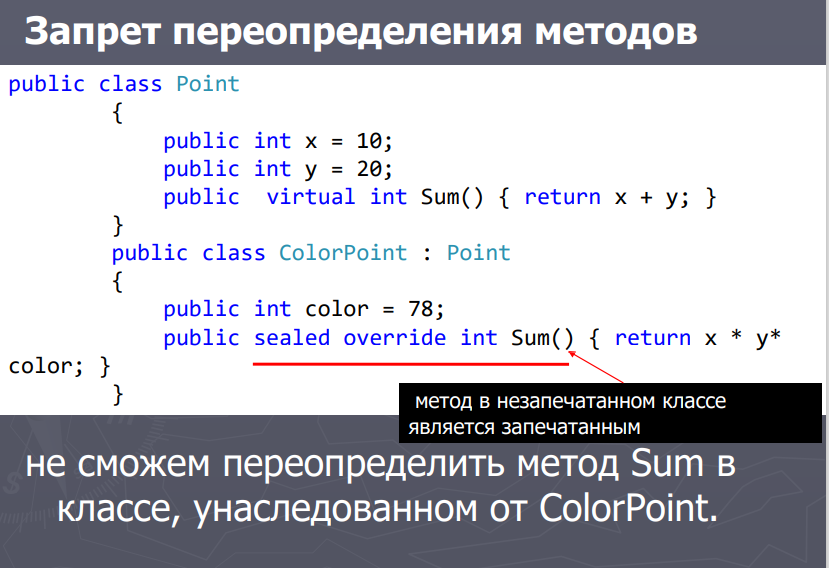 Запрет переопределения методов
public class Point
{
public int x = 10;
public int y = 20;
public  virtual int Sum() { return x + y; }
}
public class ColorPoint : Point
{
public int color = 78;
public sealed override int Sum() { return x * y*
color; }
}
метод в незапечатанном классе
является запечатанным
не сможем переопределить метод Sum в
классе, унаследованном от ColorPoint.